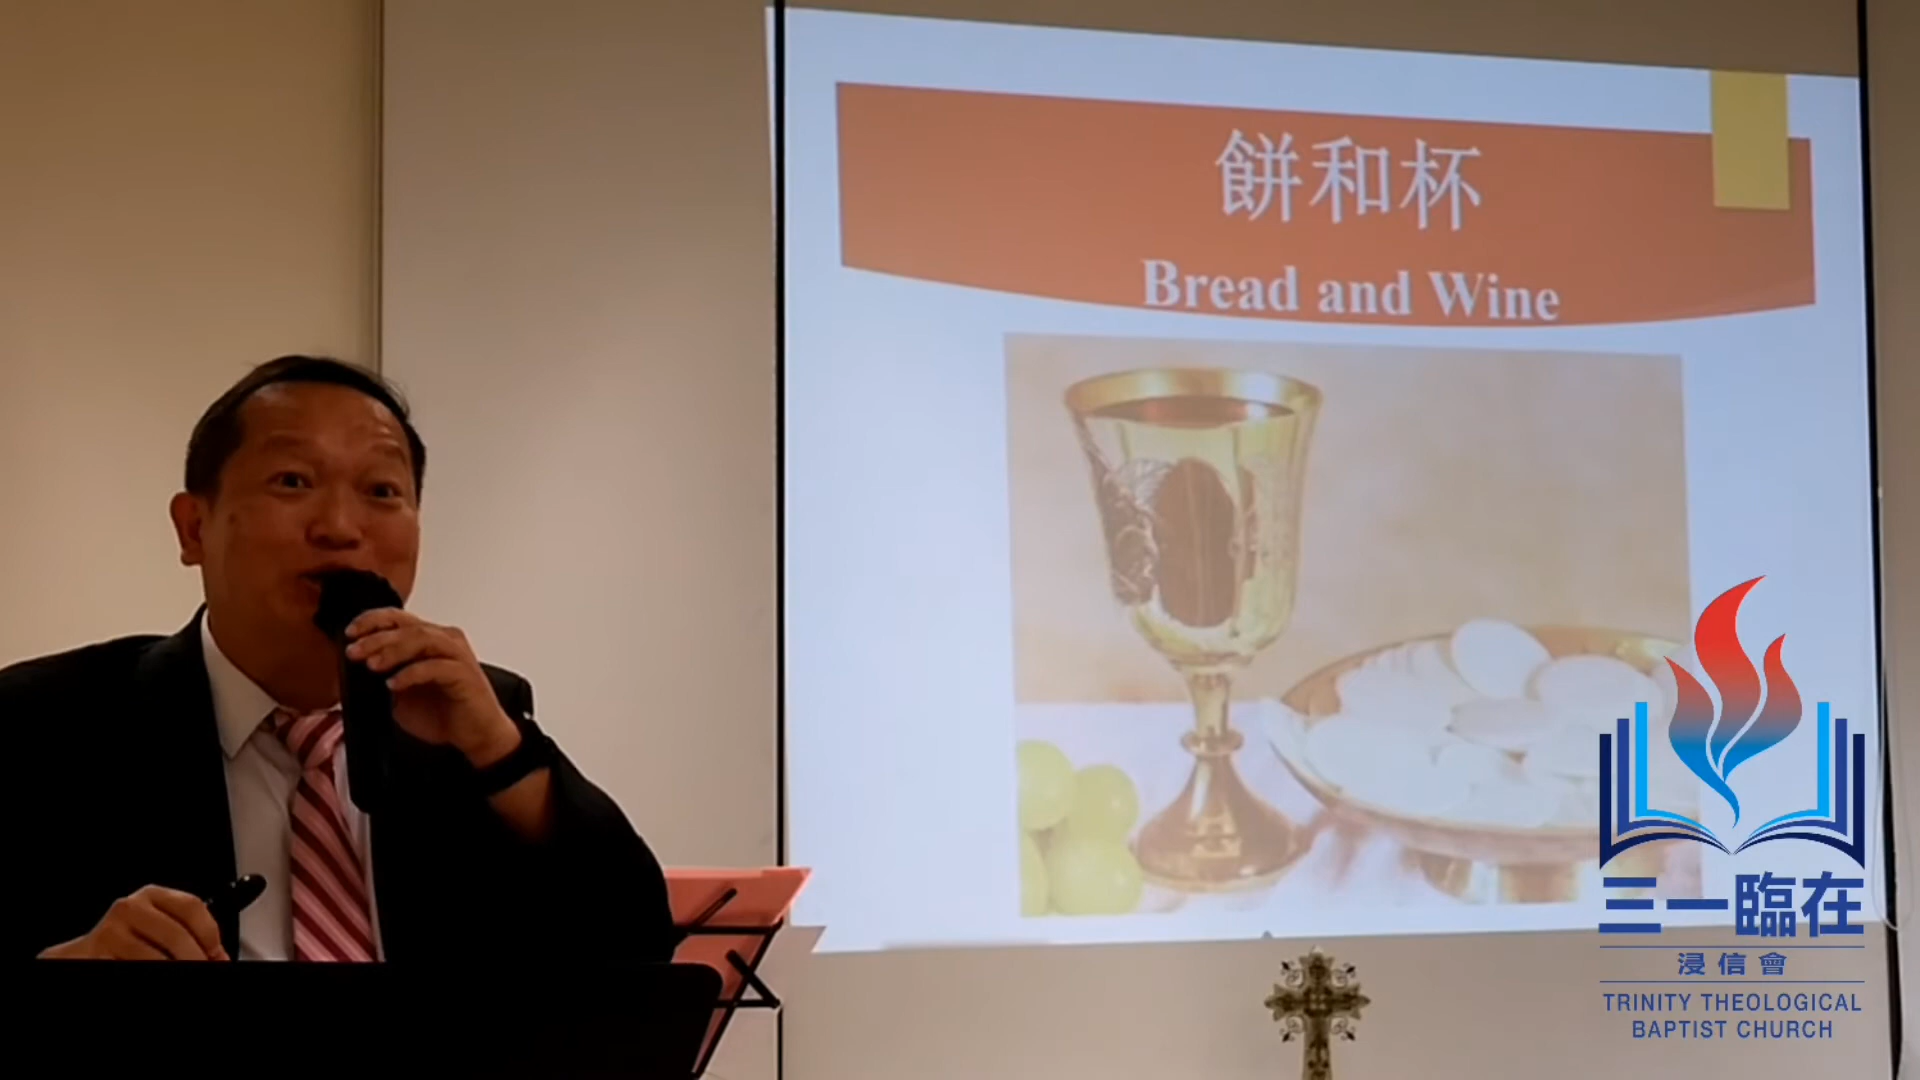 餅和杯
Bread and Wine
三一臨在
浸信會
TRINITY THEOLOGICAL
BAPTIST CHURCH